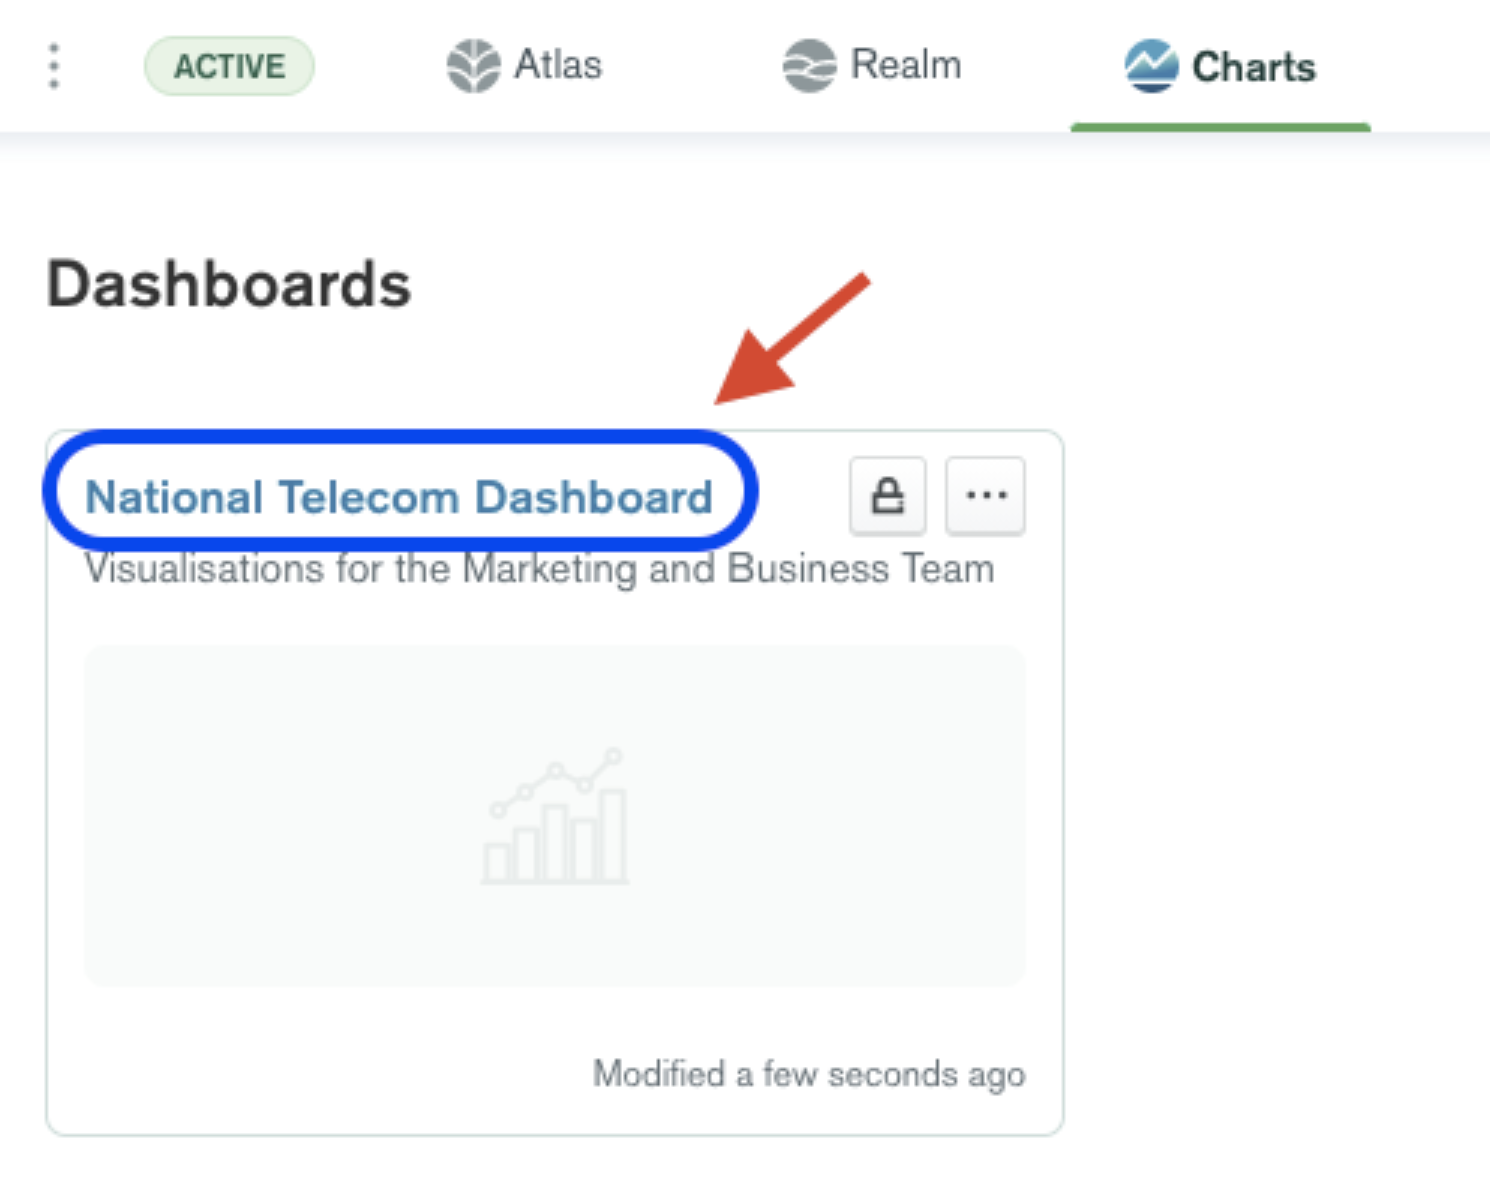 ACTIVE Atlas Realm Charts
Dashboards
National Telecom Dashboard
Visualisations for the Marketing and Business Team
Modified a few seconds ago